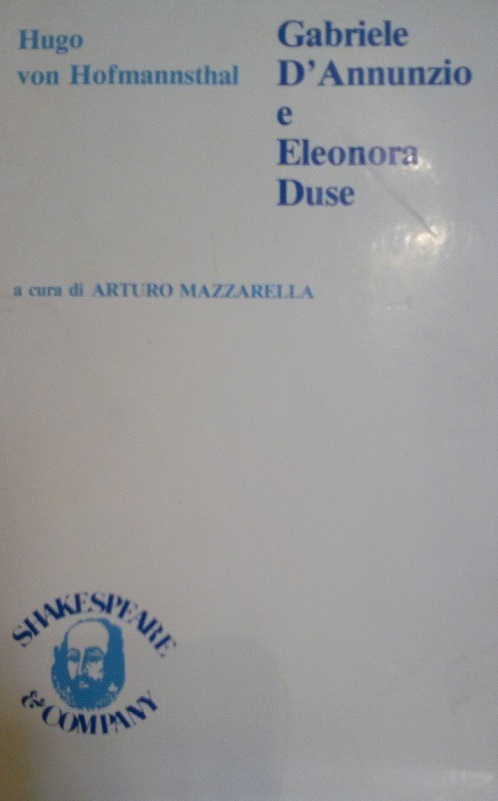 Hugo
von Hofmannsthal
Gabriele
D'Annunzio
e
Eleonora
Duse
a cura di ARTURO MAZZARELLA
SHAKESPEARE
& COMPANY